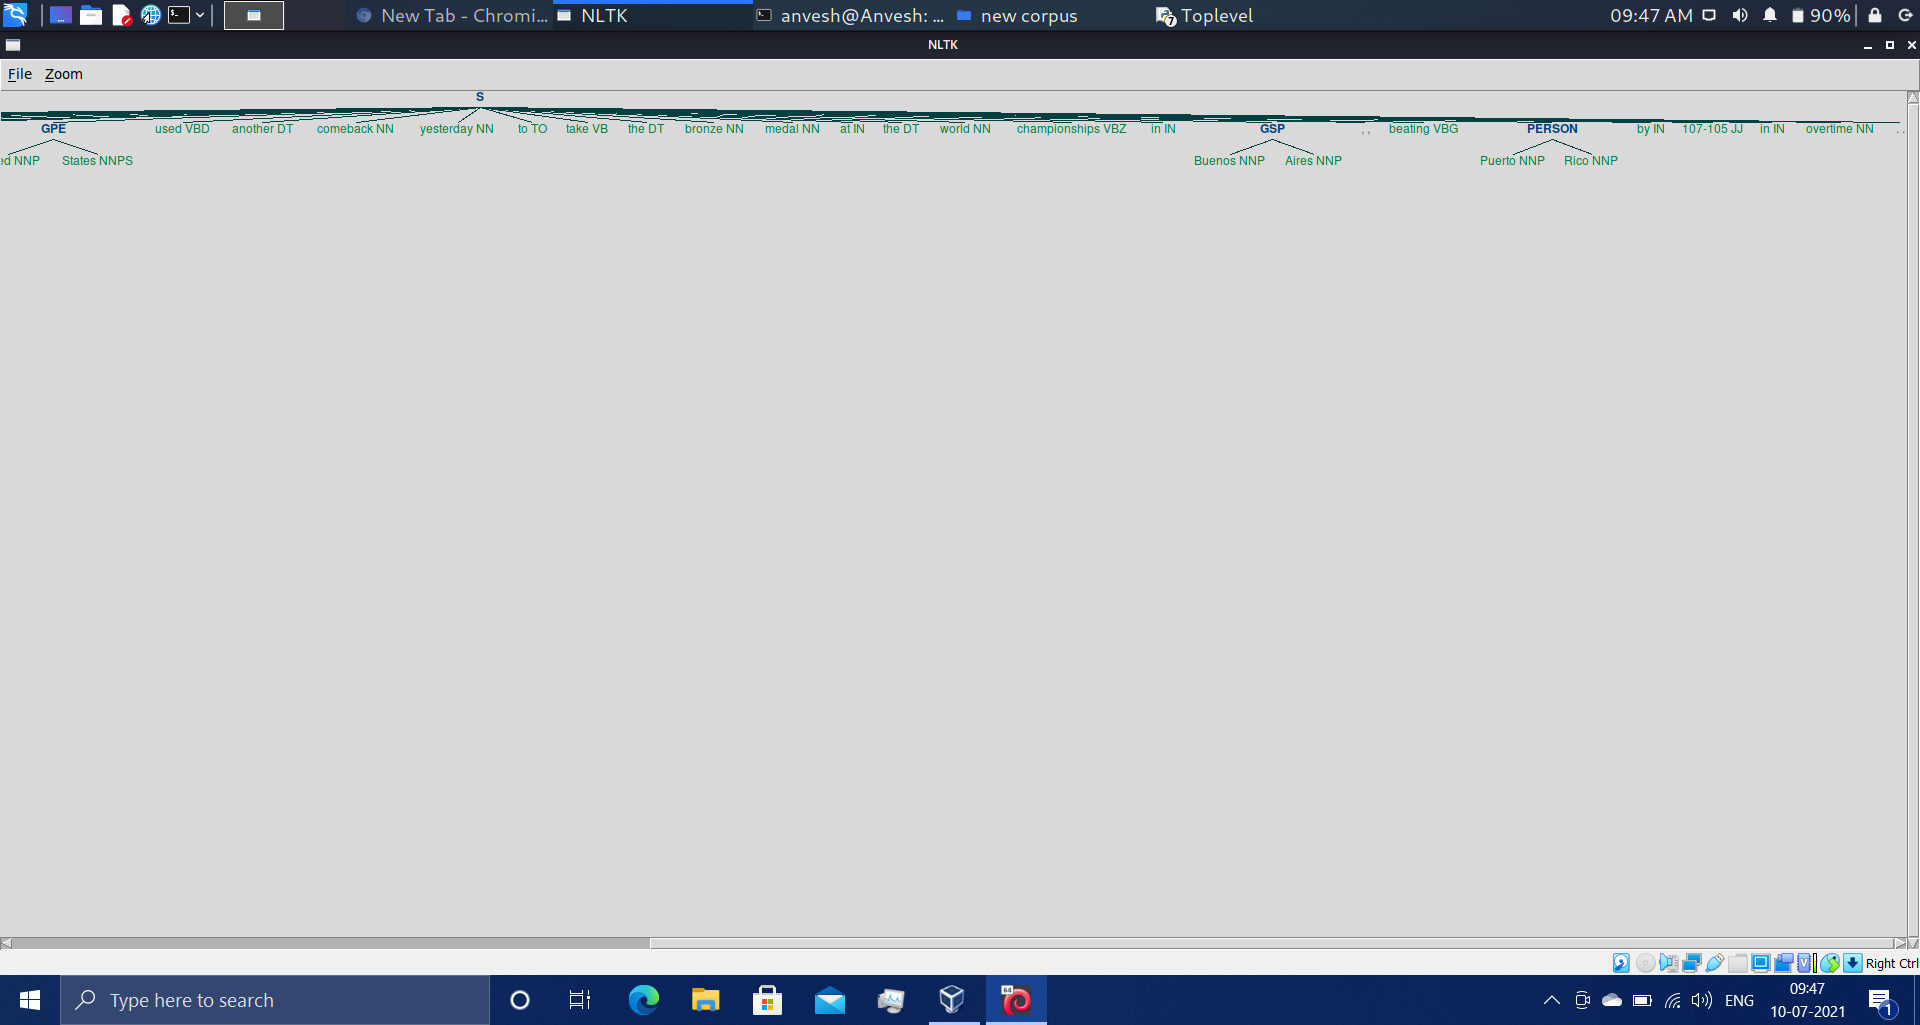 New Tab - Chromi... NLTK anvesh@Anvesh: ... new corpus 7 Toplevel 09:47 AM 90%
NLTK
File Zoom
S
GPE used VBD another DT comeback NN yesterday NN to TO take VB the DT bronze NN medal NN at IN the DT world NN championships VBZ in IN GSP , , beating VBG PERSON by IN 107-105 JJ in IN overtime NN . .
ed NNP States NNPS Buenos NNP Aires NNP Puerto NNP Rico NNP
Right Ctrl
Type here to search 64 ENG 09:47
10-07-2021 1